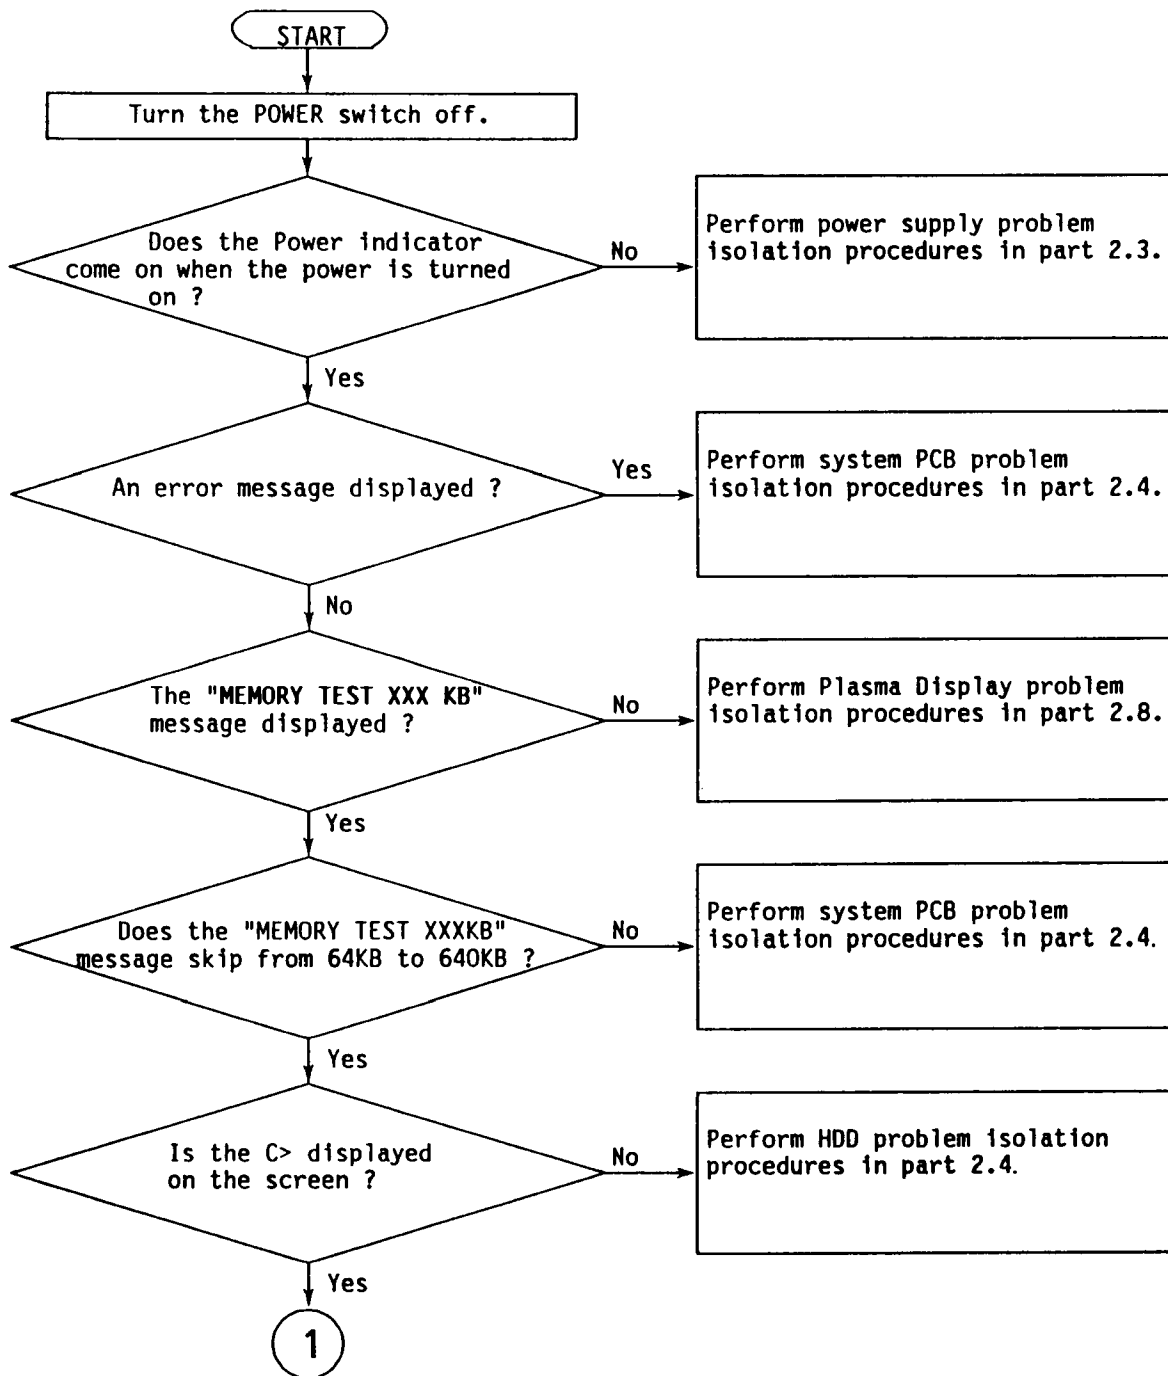 START
Turn the POWER switch off.
Does the Power indicator
come on when the power is turned
on ?
No
Perform power supply problem
isolation procedures in part 2.3.
Yes
An error message displayed ?
Yes
Perform system PCB problem
isolation procedures in part 2.4.
No
The "MEMORY TEST XXX KB"
message displayed ?
No
Perform Plasma Display problem
isolation procedures in part 2.8.
Yes
Does the "MEMORY TEST XXXKB"
message skip from 64KB to 640KB ?
No
Perform system PCB problem
isolation procedures in part 2.4.
Yes
Is the C> displayed
on the screen ?
No
Perform HDD problem isolation
procedures in part 2.4.
Yes
1